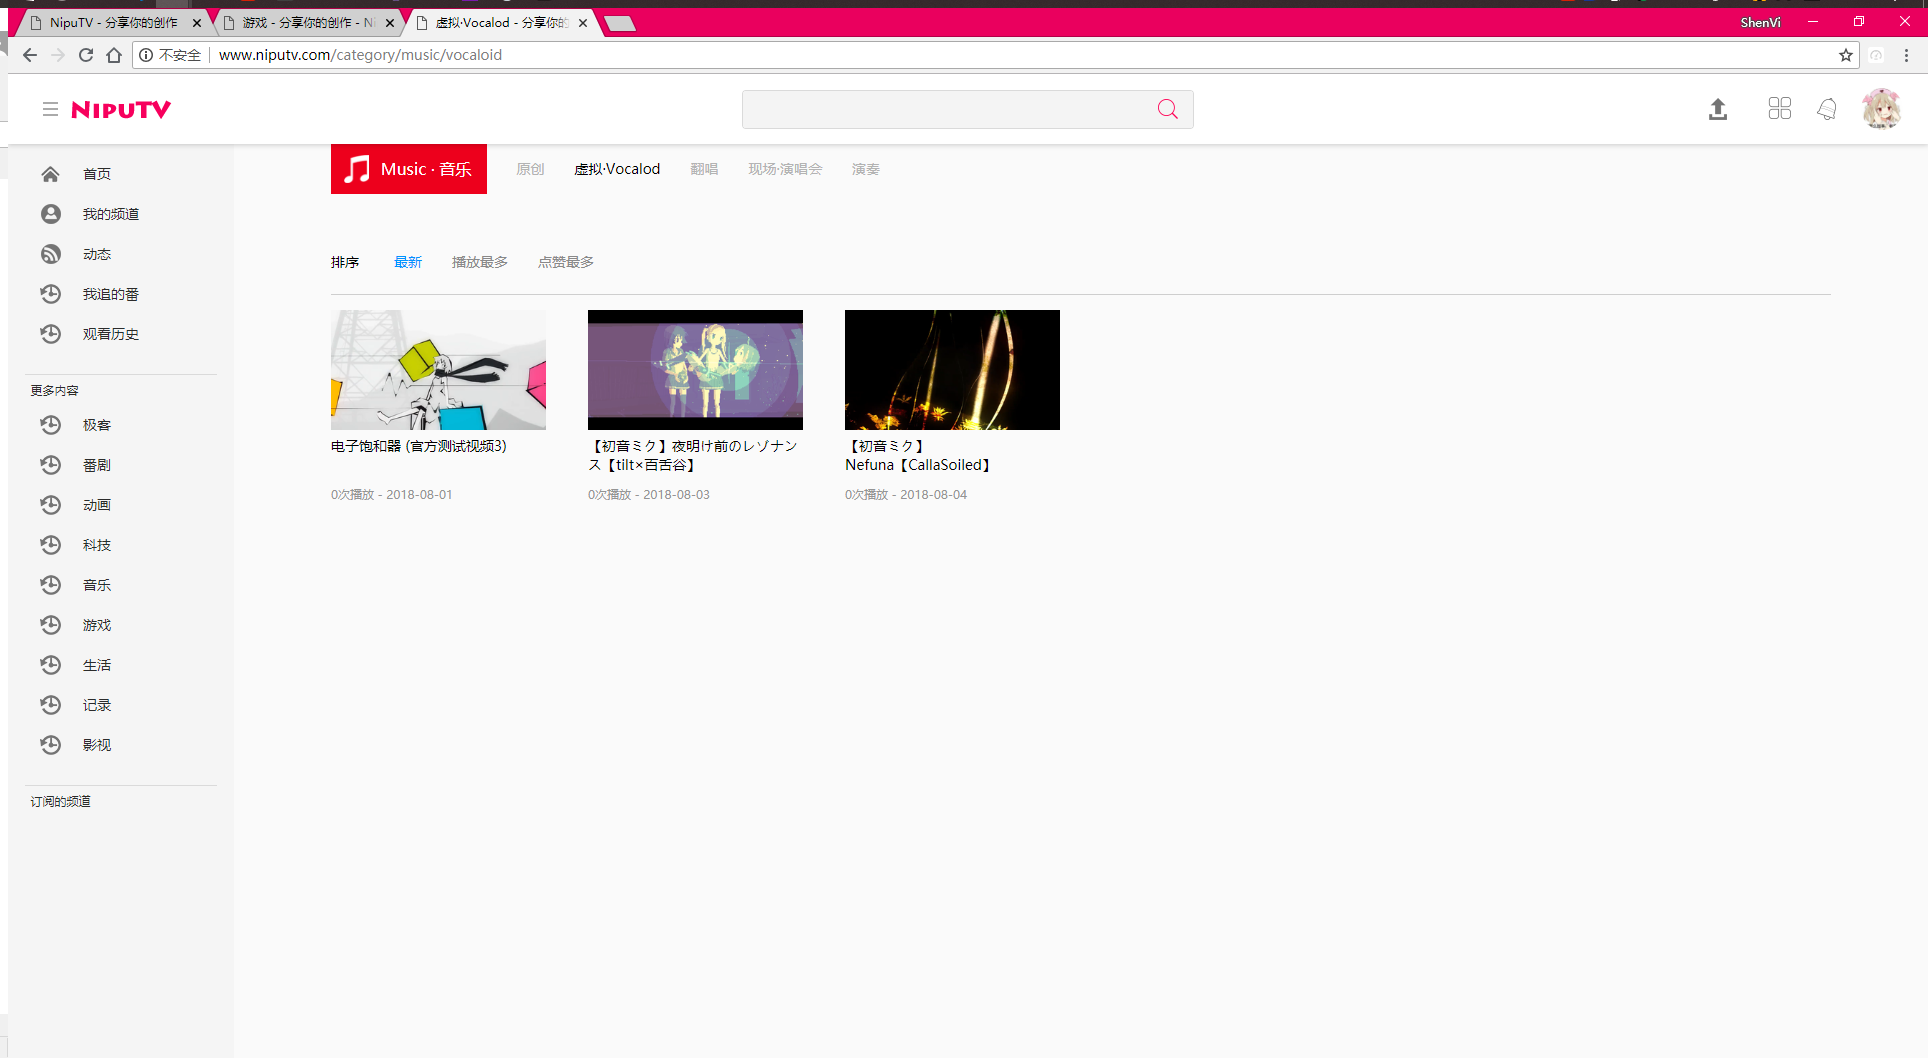 NipuTV - 分享你的创作
游戏 - 分享你的创作 - Ni
虚拟·Vocalod - 分享你的
ShenVi
不安全
www.niputv.com/category/music/vocaloid
NIPUTV
首页
我的频道
动态
我追的番
观看历史
更多内容
极客
番剧
动画
科技
音乐
游戏
生活
记录
影视
订阅的频道
Music · 音乐
原创
虚拟·Vocalod
翻唱
现场·演唱会
演奏
排序
最新
播放最多
点赞最多
电子饱和器 (官方测试视频3)
0次播放 - 2018-08-01
【初音ミク】夜明け前のレゾナン
ス【tilt×百舌谷】
0次播放 - 2018-08-03
【初音ミク】
Nefuna【CallaSoiled】
0次播放 - 2018-08-04